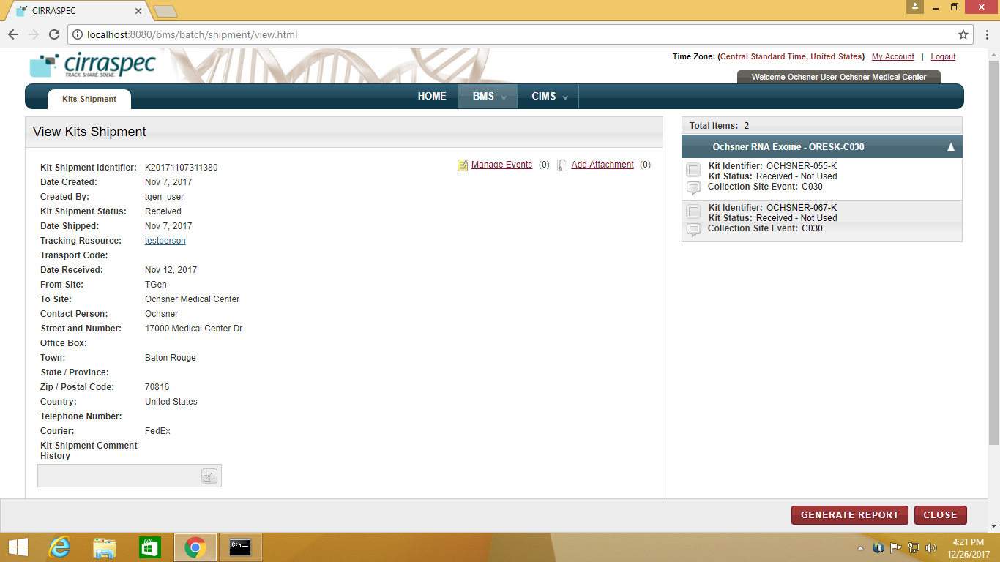 CIRRASPEC
localhost:8080/bms/batch/shipment/view.html
cirraspec
TRACK. SHARE. SOLVE.
Time Zone: (Central Standard Time, United States) My Account | Logout
Welcome Ochsner User Ochsner Medical Center
Kits Shipment
HOME BMS CIMS
View Kits Shipment
Manage Events (0) Add Attachment (0)
Kit Shipment Identifier: K20171107311380
Date Created: Nov 7, 2017
Created By: tgen_user
Kit Shipment Status: Received
Date Shipped: Nov 7, 2017
Tracking Resource: testperson
Transport Code:
Date Received: Nov 12, 2017
From Site: TGen
To Site: Ochsner Medical Center
Contact Person: Ochsner
Street and Number: 17000 Medical Center Dr
Office Box:
Town: Baton Rouge
State / Province:
Zip / Postal Code: 70816
Country: United States
Telephone Number:
Courier: FedEx
Kit Shipment Comment
History
Total Items: 2
Ochsner RNA Exome - ORESK-C030
Kit Identifier: OCHSNER-055-K
Kit Status: Received - Not Used
Collection Site Event: C030
Kit Identifier: OCHSNER-067-K
Kit Status: Received - Not Used
Collection Site Event: C030
GENERATE REPORT CLOSE
C:\
4:21 PM
12/26/2017